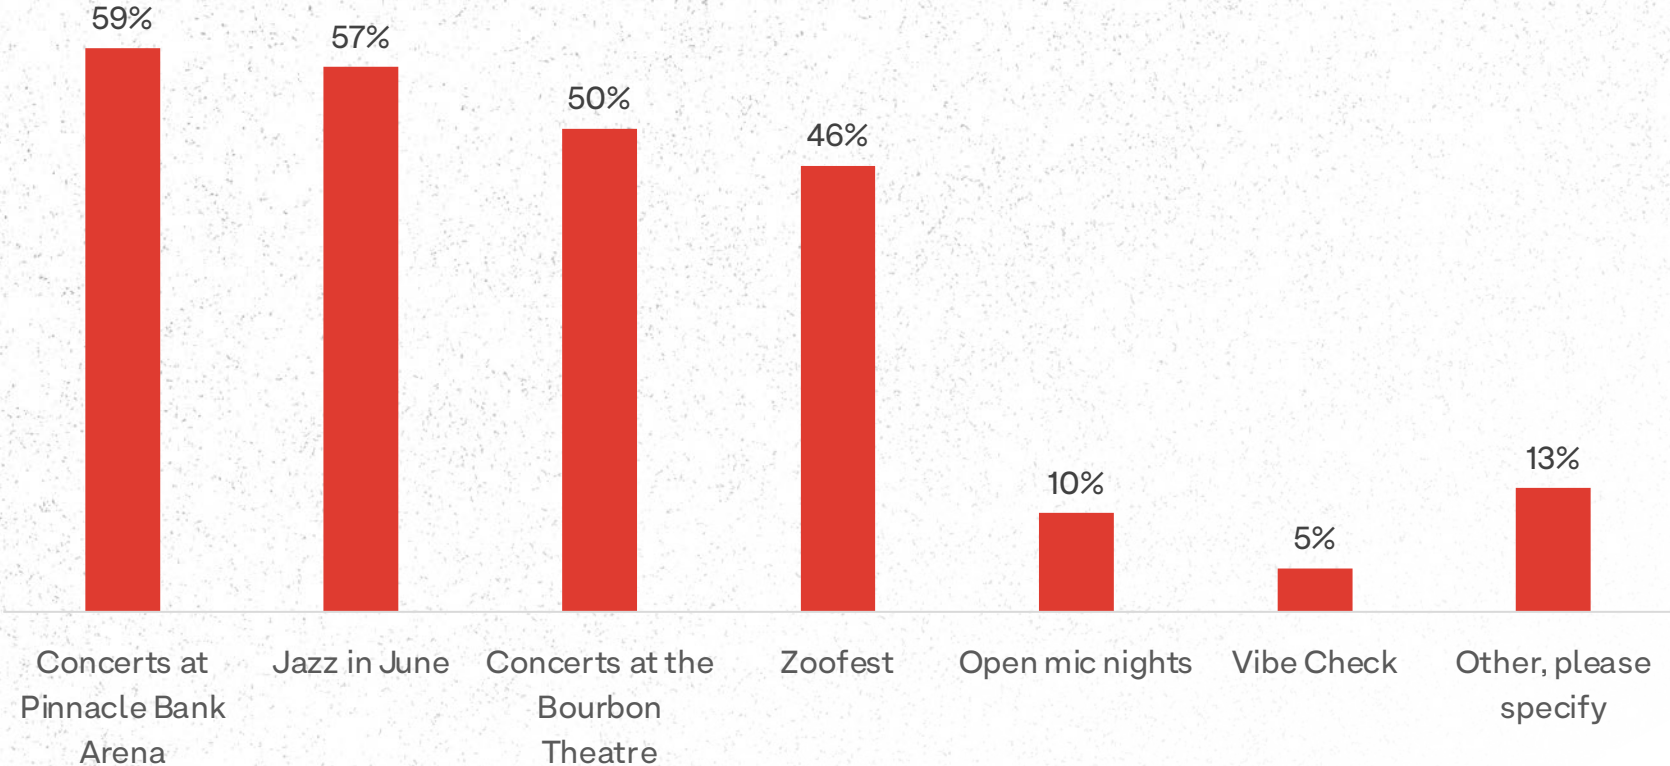 59%
57%
50%
46%
10%
5%
13%
Concerts at
Pinnacle Bank
Arena
Jazz in June
Concerts at the
Bourbon
Theatre
Zoofest
Open mic nights
Vibe Check
Other, please
specify